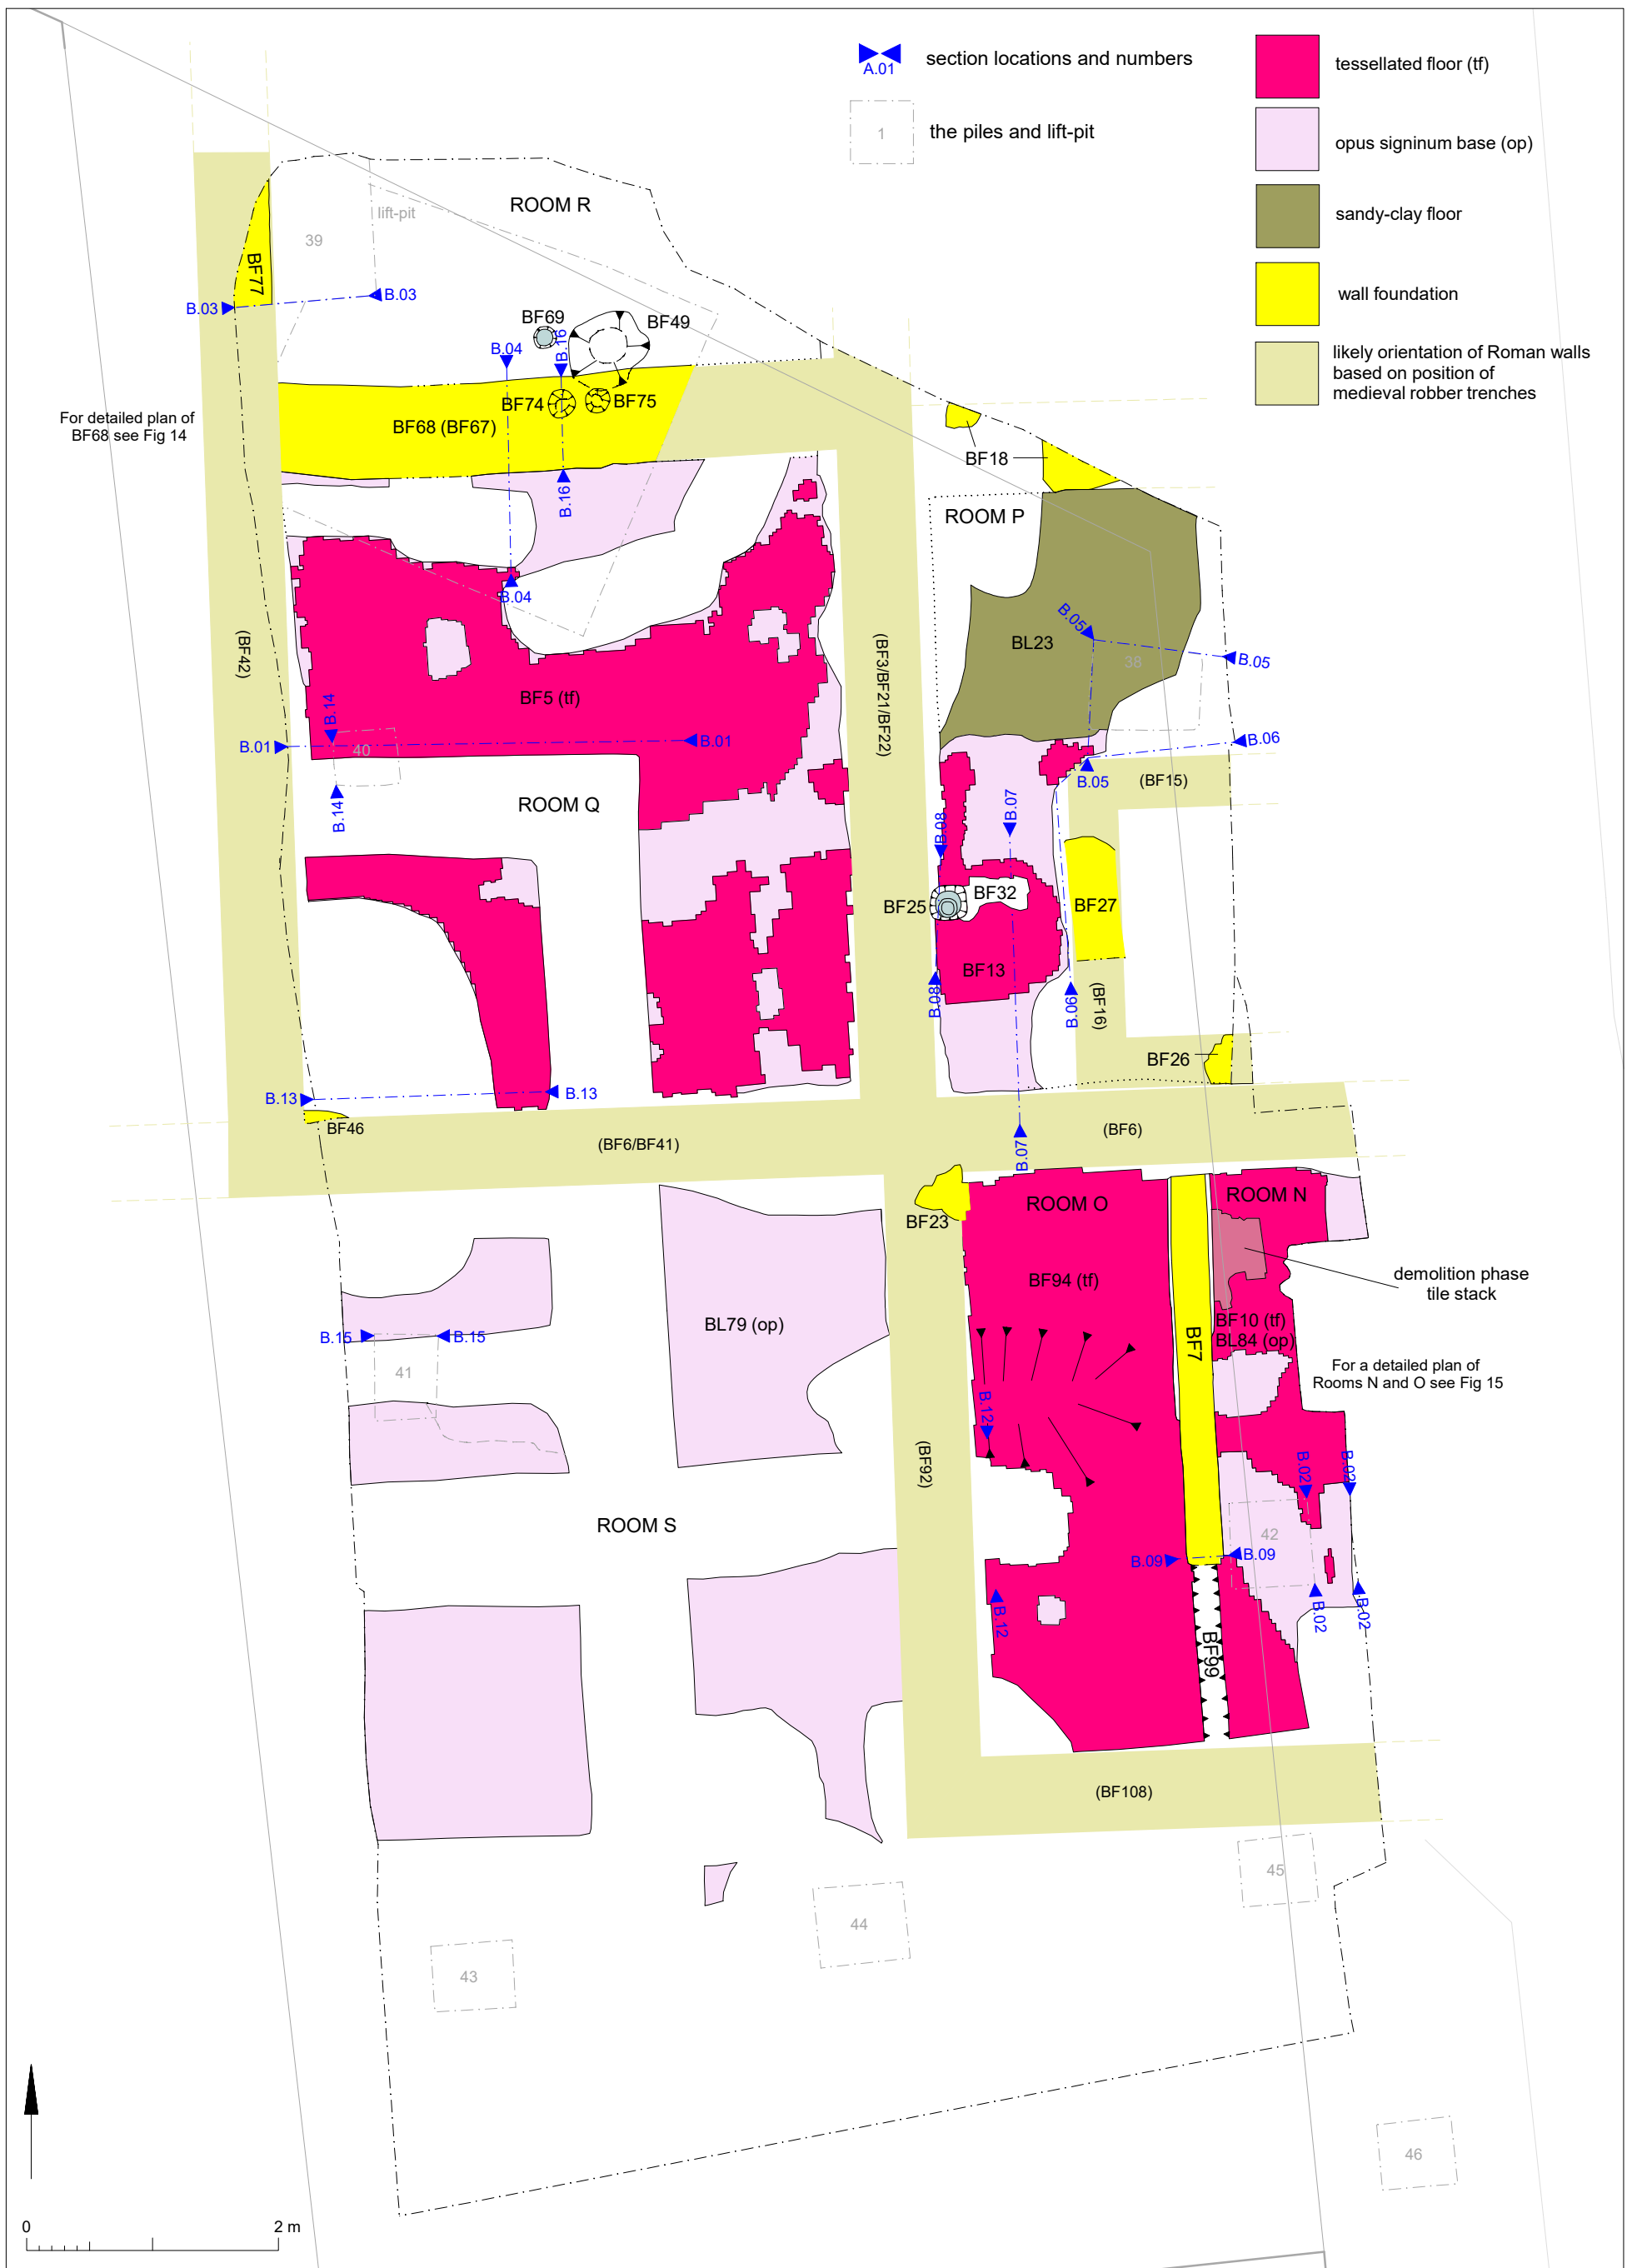 section locations and numbers
A.01
1
the piles and lift-pit
tessellated floor (tf)
opus signinum base (op)
sandy-clay floor
wall foundation
likely orientation of Roman walls
based on position of
medieval robber trenches
ROOM R
lift-pit
39
BF77
B.03
B.03
BF69
BF49
B.04
B.16
BF74
BF75
For detailed plan of
BF68 see Fig 14
BF68 (BF67)
BF18
B.16
ROOM P
B.04
B.05
(BF42)
(BF3/BF21/BF22)
BL23
38
B.05
BF5 (tf)
B.14
B.01
40
B.01
B.06
B.05
(BF15)
B.14
ROOM Q
B.08
B.07
BF25
BF32
BF27
BF13
B.08
B.06
(BF16)
BF26
B.13
B.13
BF46
(BF6/BF41)
(BF6)
B.07
ROOM O
ROOM N
BF23
BF94 (tf)
demolition phase
tile stack
BL79 (op)
BF7
BF10 (tf)
BL84 (op)
B.15
B.15
41
For a detailed plan of
Rooms N and O see Fig 15
B.12
(BF92)
B.02
B.02
ROOM S
42
B.09
B.09
B.12
B.02
B.02
BF99
(BF108)
45
44
43
46
0
2 m